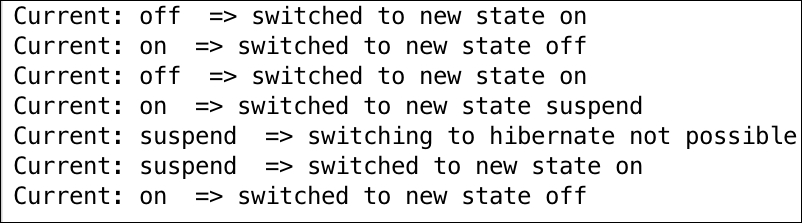 Current: off  => switched to new state on
Current: on  => switched to new state off
Current: off  => switched to new state on
Current: on  => switched to new state suspend
Current: suspend  => switching to hibernate not possible
Current: suspend  => switched to new state on
Current: on  => switched to new state off